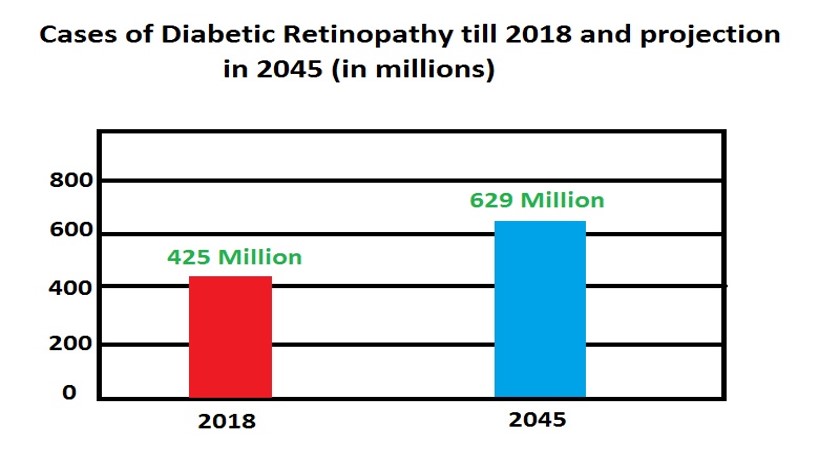 Cases of Diabetic Retinopathy till 2018 and projection
in 2045 (in millions)
800
629 Million
600
425 Million
400
200
0
2018
2045